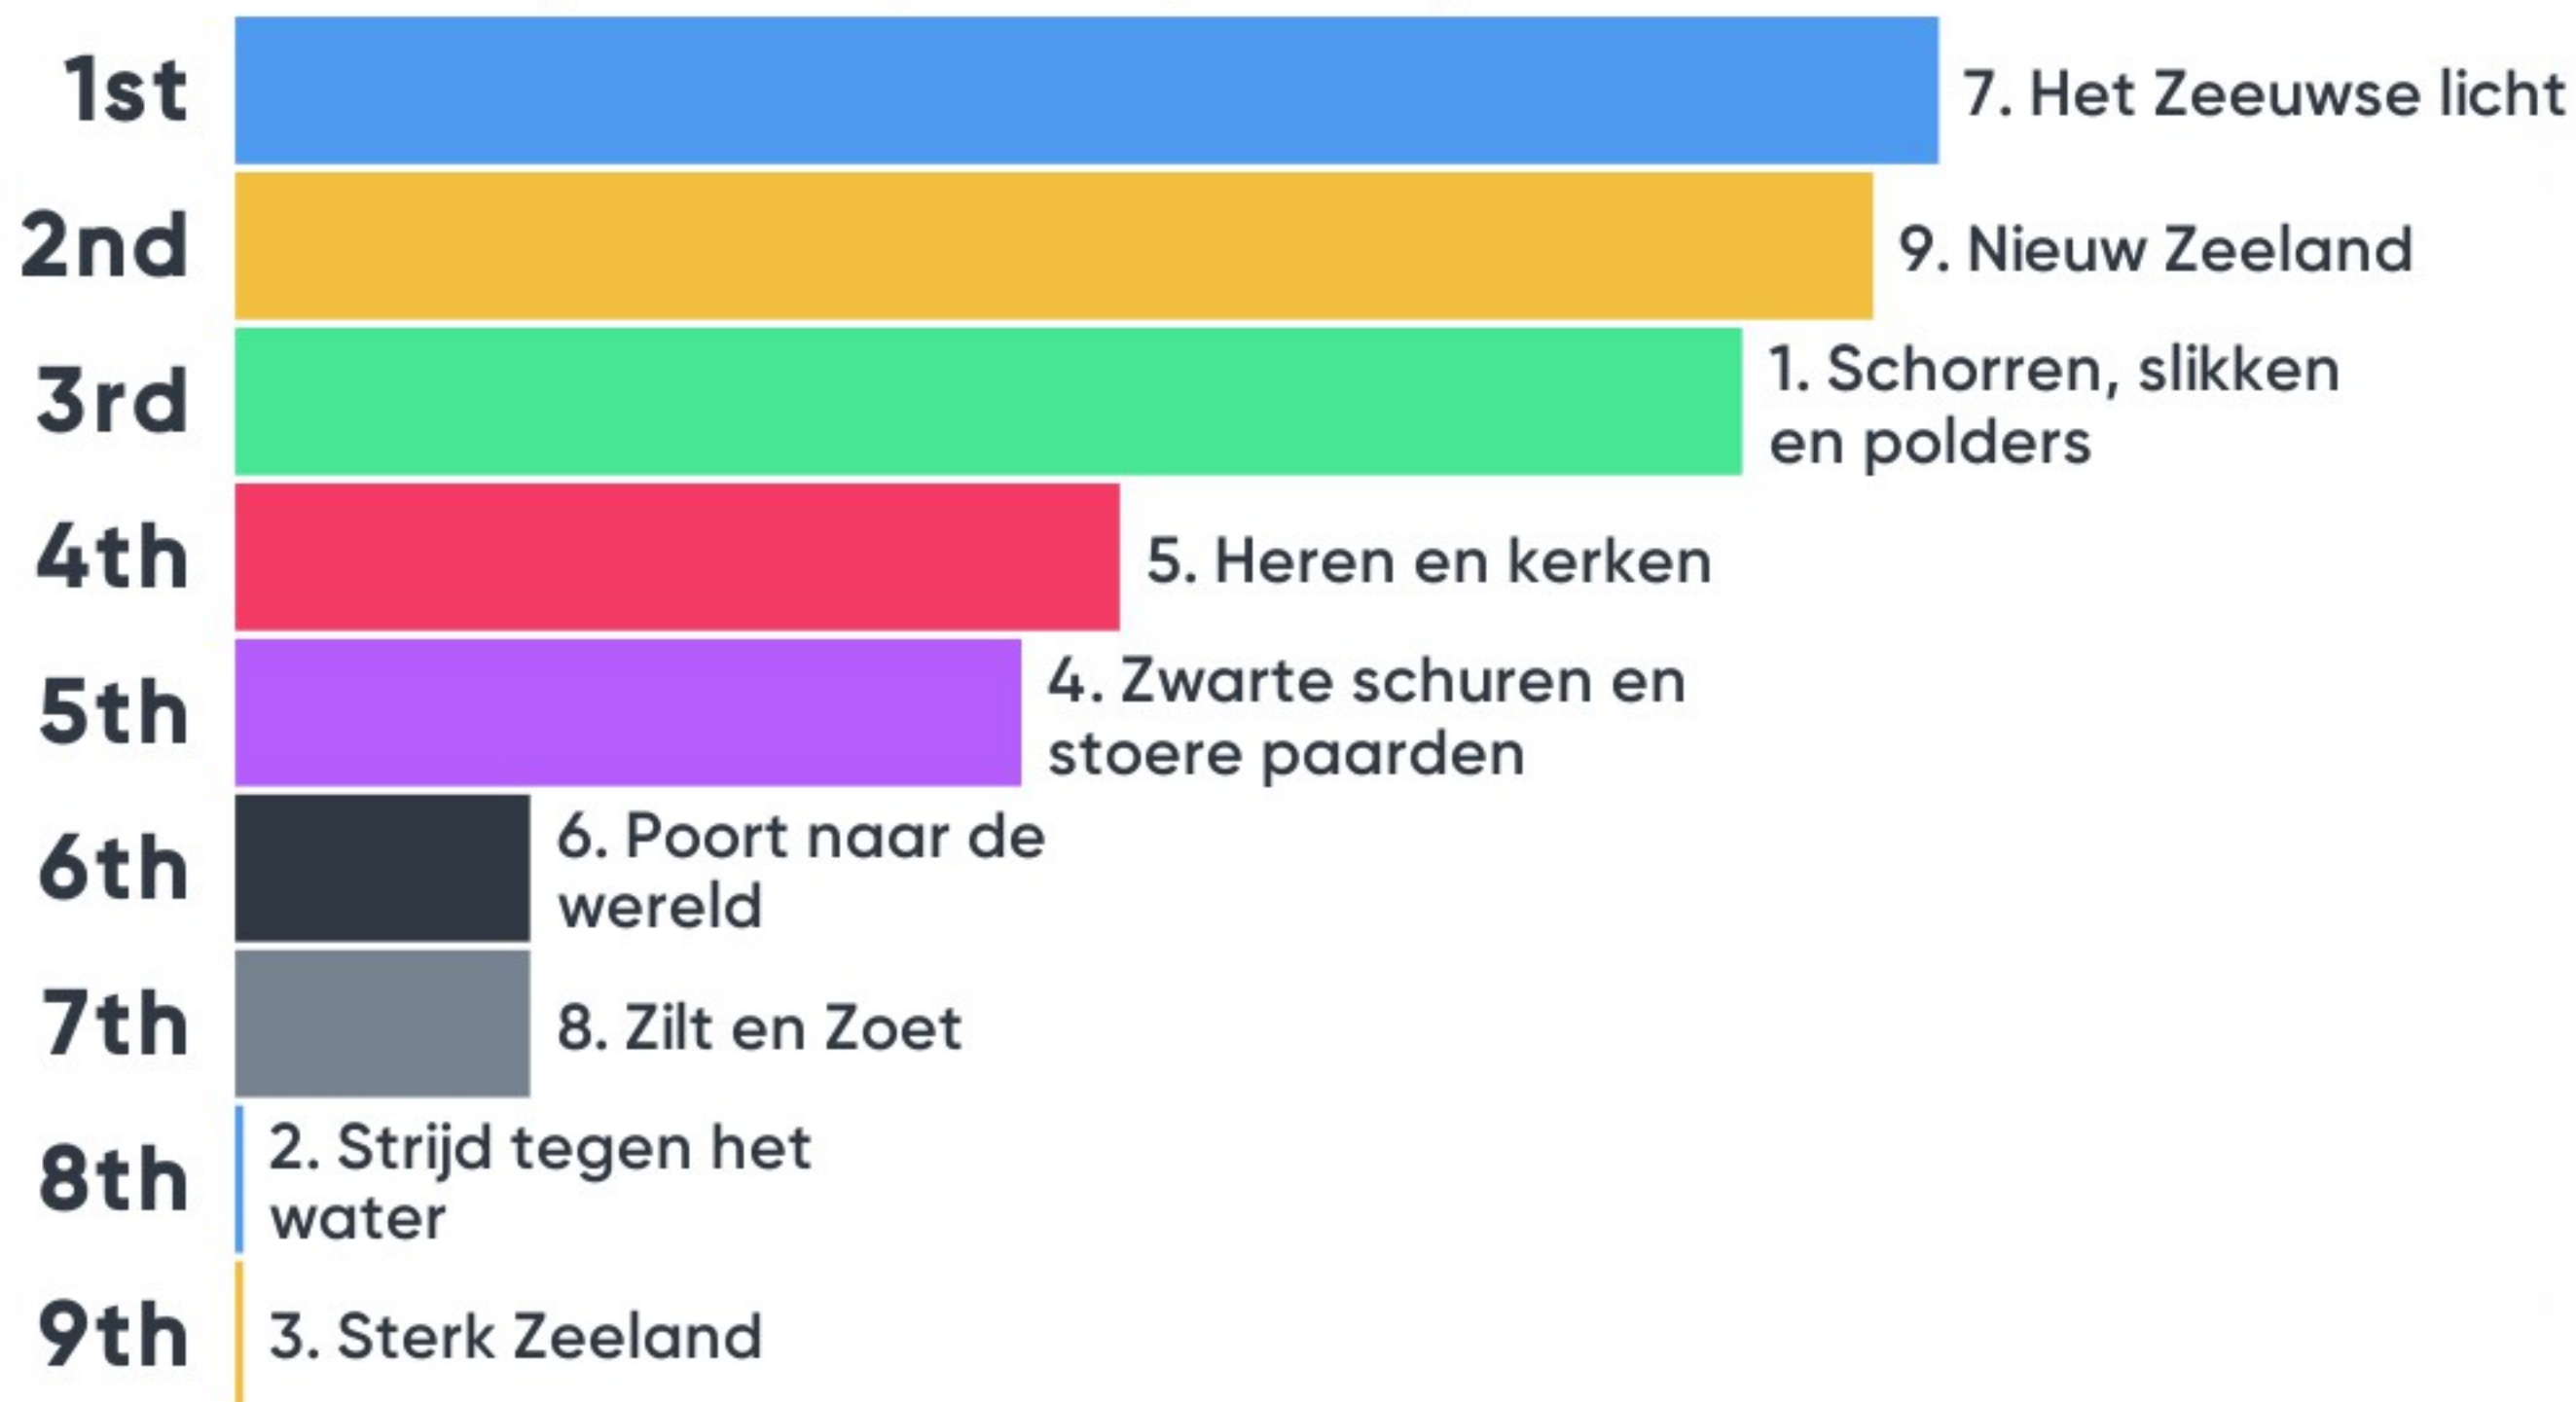 1st
7. Het Zeeuwse licht
2nd
9. Nieuw Zeeland
3rd
1. Schorren, slikken
en polders
4th
5. Heren en kerken
5th
4. Zwarte schuren en
stoere paarden
6th
6. Poort naar de
wereld
7th
8. Zilt en Zoet
8th
2. Strijd tegen het
water
9th
3. Sterk Zeeland